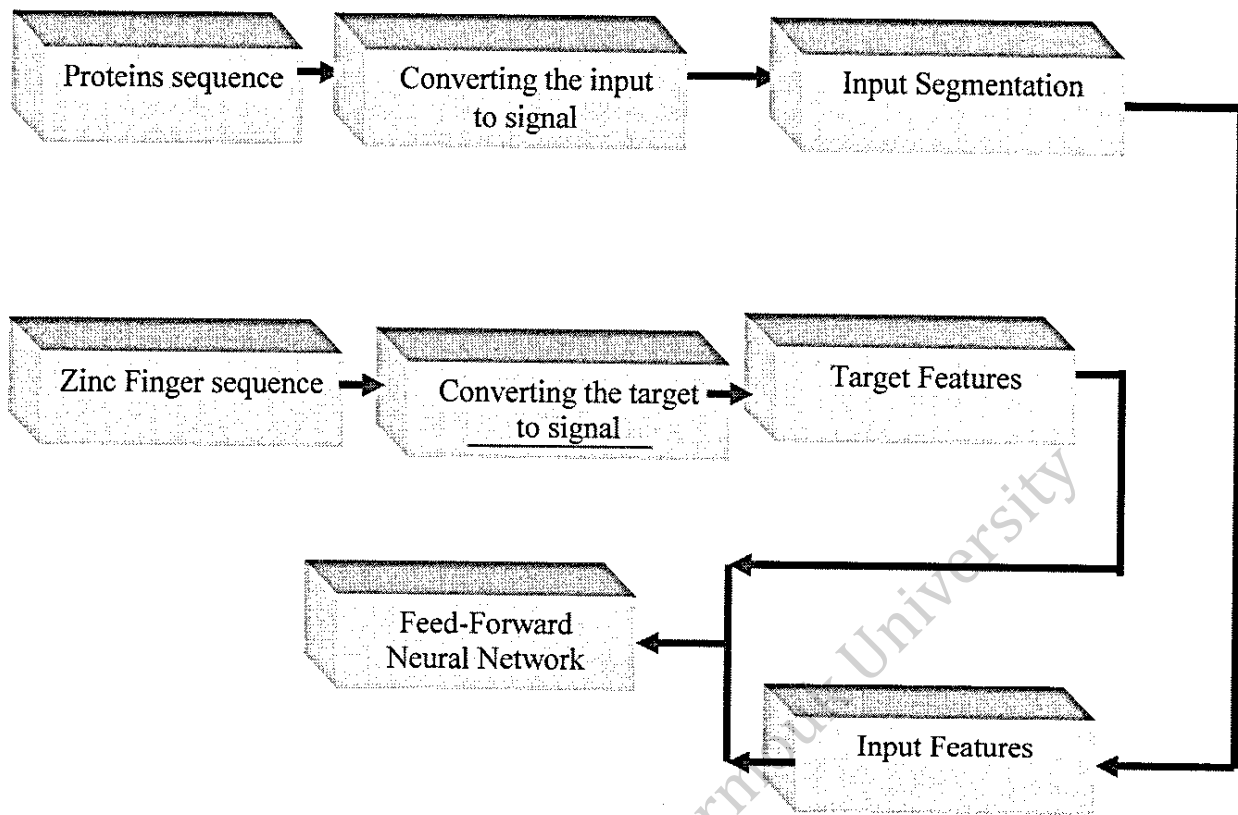 Proteins sequence
Converting the input
to signal
Input Segmentation
Zinc Finger sequence
Converting the target
to signal
Target Features
Feed-Forward
Neural Network
Input Features
University